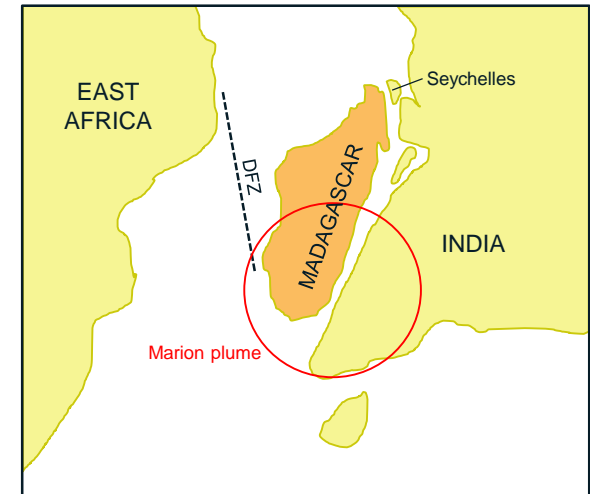 EAST
AFRICA
Seychelles
DFZ
MADAGASCAR
INDIA
Marion plume